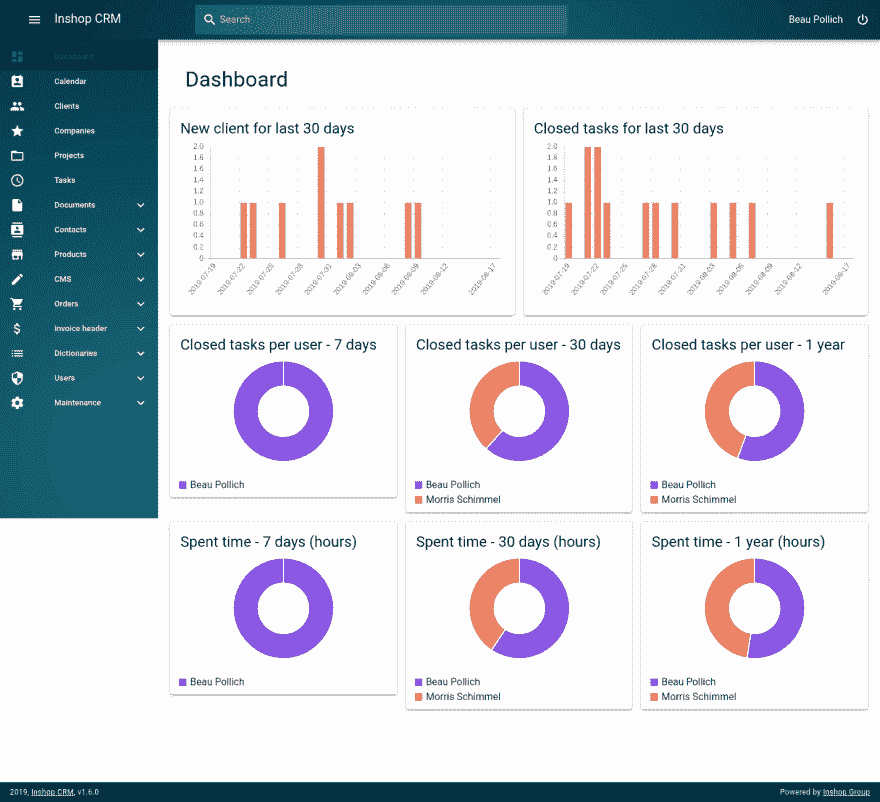 Inshop CRM
Search
Beau Pollich
Dashboard
Calendar
Clients
Companies
Projects
Tasks
Documents
Contacts
Products
CMS
Orders
Invoice header
Dictionaries
Users
Maintenance
Dashboard
New client for last 30 days
2.0
1.8
1.6
1.4
1.2
1.0
0.8
0.6
0.4
0.2
0
2019-07-19
2019-07-22
2019-07-25
2019-07-28
2019-07-31
2019-08-03
2019-08-06
2019-08-09
2019-08-13
2019-08-17
Closed tasks for last 30 days
2.0
1.8
1.6
1.4
1.2
1.0
0.8
0.6
0.4
0.2
0
2019-07-19
2019-07-22
2019-07-25
2019-07-28
2019-07-31
2019-08-03
2019-08-06
2019-08-09
2019-08-12
2019-08-17
Closed tasks per user - 7 days
Beau Pollich
Closed tasks per user - 30 days
Beau Pollich
Morris Schimmel
Closed tasks per user - 1 year
Beau Pollich
Morris Schimmel
Spent time - 7 days (hours)
Beau Pollich
Spent time - 30 days (hours)
Beau Pollich
Morris Schimmel
Spent time - 1 year (hours)
Beau Pollich
Morris Schimmel
2019, Inshop CRM, v1.6.0
Powered by Inshop Group